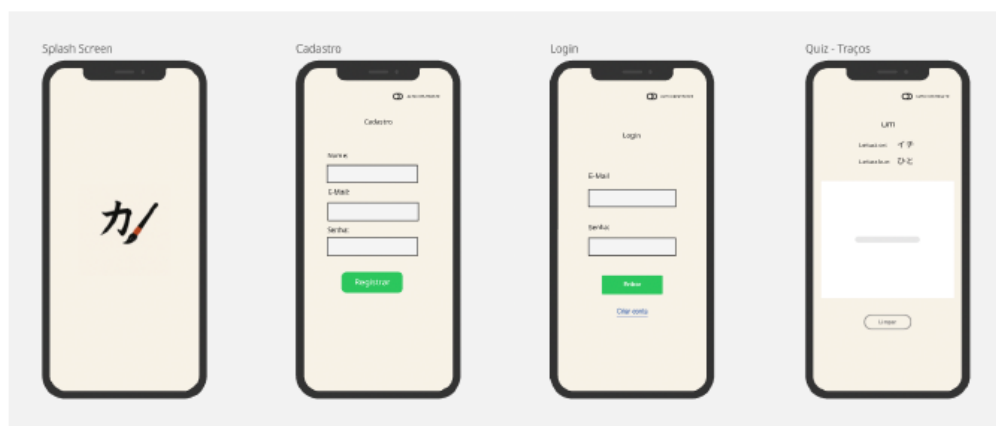 Splash Screen
カ
Cadastro
Cadastro
Nome:
E-Mail:
Senha:
Registrar
Login
Login
E-Mail
Senha:
Entrar
Criar conta
Quiz - Traços
um
イチ
ひと
Limpar